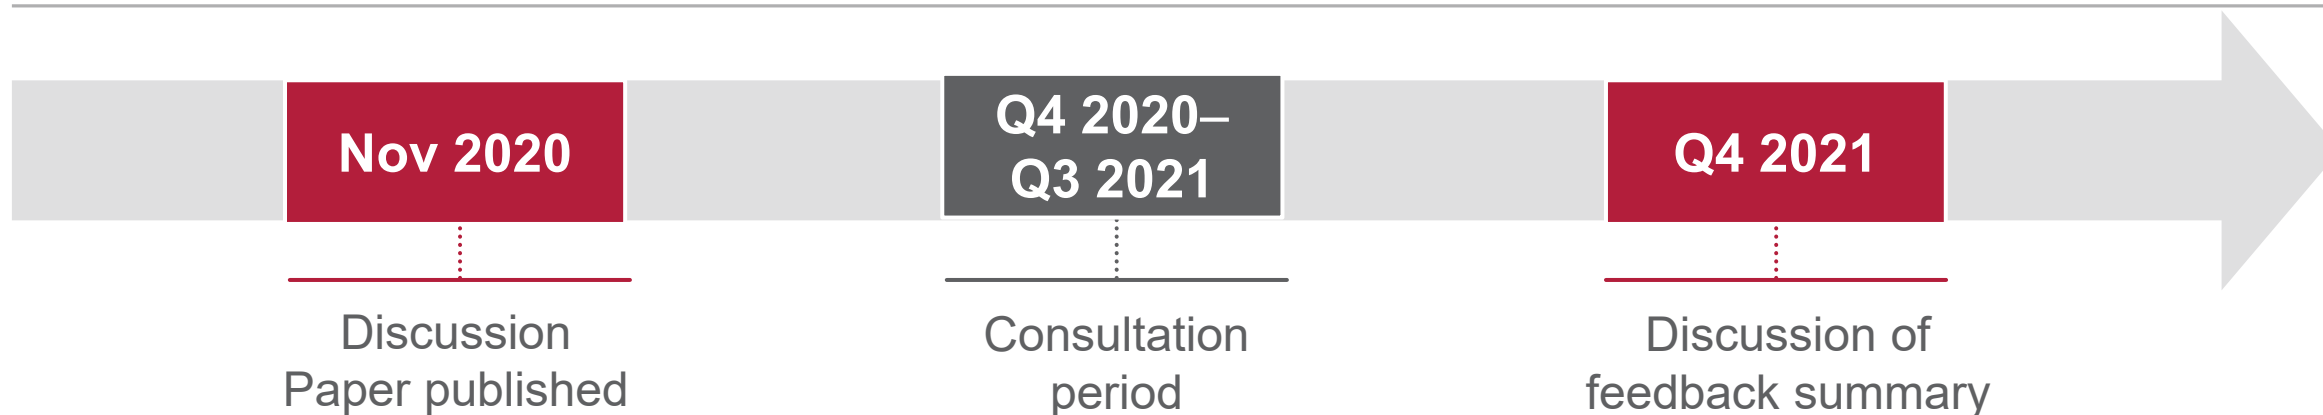 Nov 2020
Q4 2020–
Q3 2021
Q4 2021
Discussion
Paper published
Consultation
period
Discussion of
feedback summary